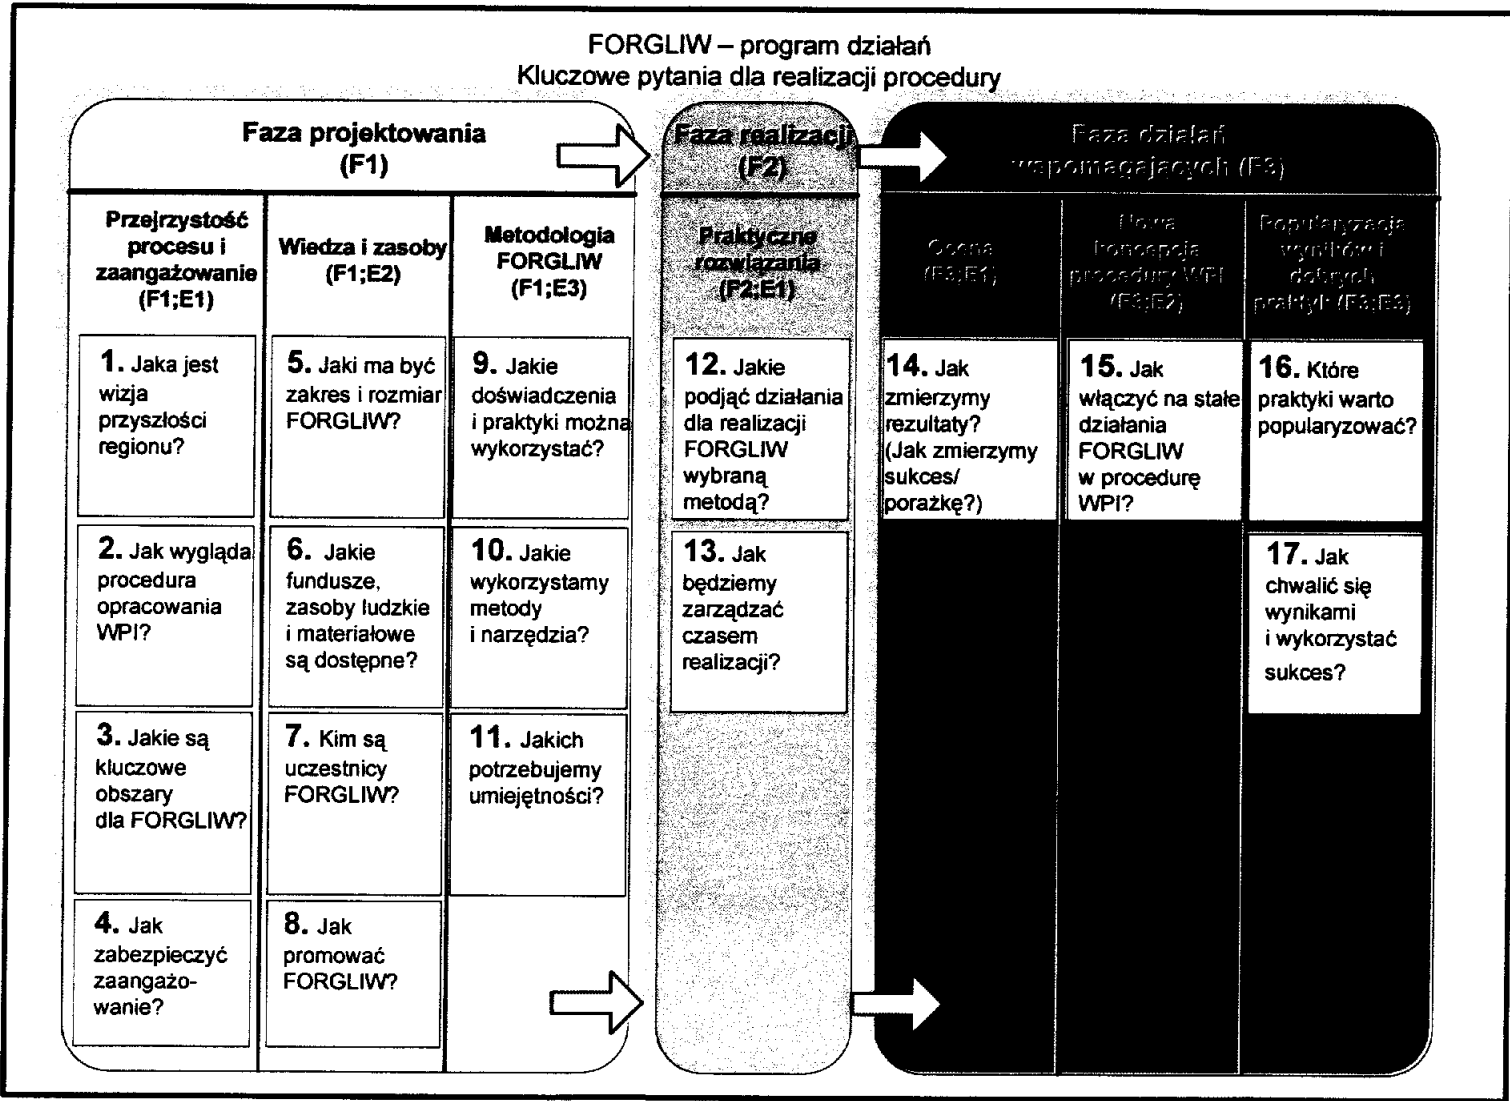 FORGLIW – program działań
Kluczowe pytania dla realizacji procedury
Faza projektowania
(F1)
Przejrzystość
procesu i
zaangażowanie
(F1;E1)
1. Jaka jest
wizja
przyszłości
regionu?
2. Jak wygląda
procedura
opracowania
WPI?
3. Jakie są
kluczowe
obszary
dla FORGLIW?
4. Jak
zabezpieczyć
zaangażo-
wanie?
Wiedza i zasoby
(F1;E2)
5. Jaki ma być
zakres i rozmiar
FORGLIW?
6. Jakie
fundusze,
zasoby ludzkie
i materiałowe
są dostępne?
7. Kim są
uczestnicy
FORGLIW?
8. Jak
promować
FORGLIW?
Metodologia
FORGLIW
(F1;E3)
9. Jakie
doświadczenia
i praktyki można
wykorzystać?
10. Jakie
wykorzystamy
metody
i narzędzia?
11. Jakich
potrzebujemy
umiejętności?
Faza realizacji
(F2)
Praktyczne
rozwiązania
(F2;E1)
12. Jakie
podjąć działania
dla realizacji
FORGLIW
wybraną
metodą?
13. Jak
będziemy
zarządzać
czasem
realizacji?
Faza działań
wspomagających (F3)
Ocena
(F3;E1)
14. Jak
zmierzymy
rezultaty?
(Jak zmierzymy
sukces/
porażkę?)
Nowa
koncepcja
procedury WPI
(F3;E2)
15. Jak
włączyć na stałe
działania
FORGLIW
w procedurę
WPI?
Popularyzacja
wyników i
dobrych
praktyk (F3;E3)
16. Które
praktyki warto
popularyzować?
17. Jak
chwalić się
wynikami
i wykorzystać
sukces?